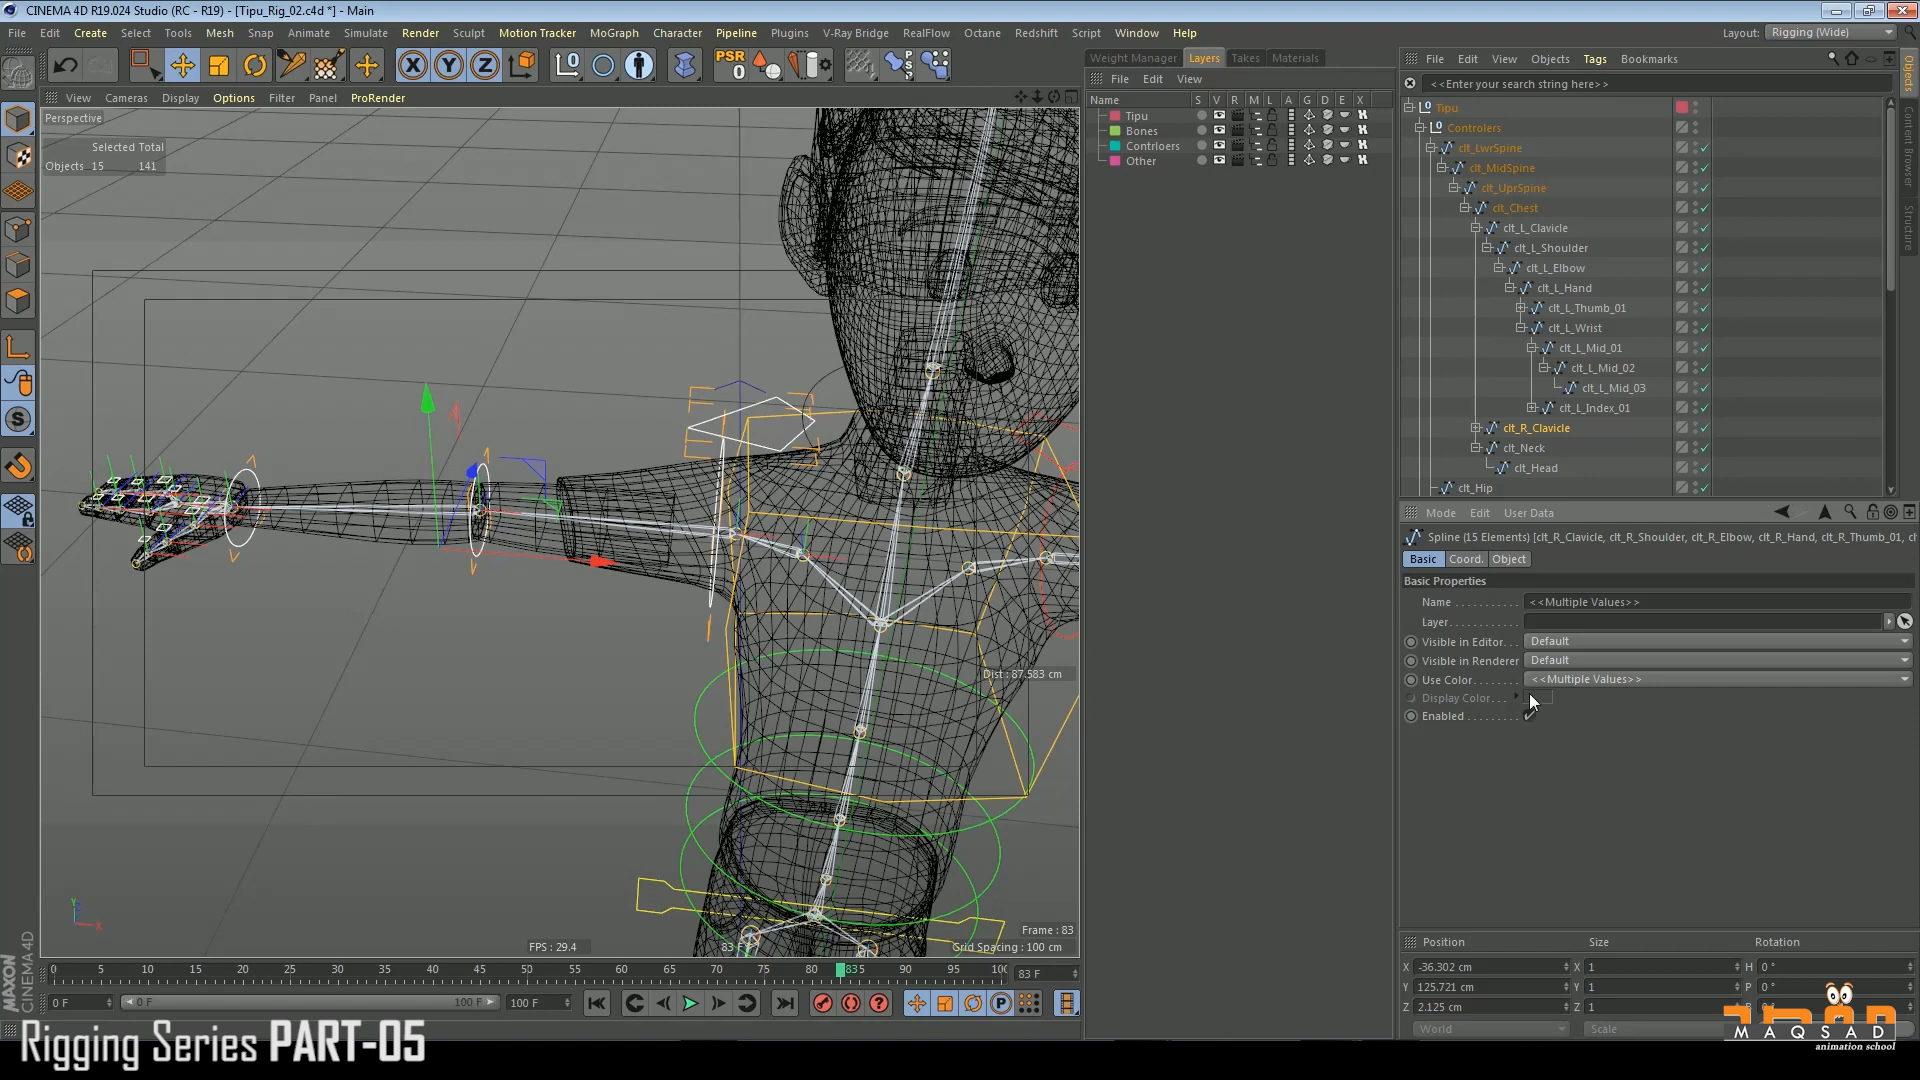 CINEMA 4D R19.024 Studio (RC - R19) - [Tipu_Rig_02.c4d *] - Main
File Edit Create Select Tools Mesh Snap Animate Simulate Render Sculpt Motion Tracker MoGraph Character Pipeline Plugins V-Ray Bridge RealFlow Octane Redshift Script Window Help
Layout: Rigging (Wide)
PSR
0
View Cameras Display Options Filter Panel ProRender
Perspective
Selected Total
Objects 15 141
Dist : 87.583 cm
Frame : 83
FPS : 29.4
83 F
Grid Spacing : 100 cm
Weight Manager Layers Takes Materials
File Edit View
Name S V R M L A G D E X
Tipu
Bones
Contrloers
Other
File Edit View Objects Tags Bookmarks
<<Enter your search string here>>
Tipu
Controlers
clt_LwrSpine
clt_MidSpine
clt_UprSpine
clt_Chest
clt_L_Clavicle
clt_L_Shoulder
clt_L_Elbow
clt_L_Hand
clt_L_Thumb_01
clt_L_Wrist
clt_L_Mid_01
clt_L_Mid_02
clt_L_Mid_03
clt_L_Index_01
clt_R_Clavicle
clt_Neck
clt_Head
clt_Hip
Objects
Content Browser
Structure
Mode Edit User Data
Spline (15 Elements) [clt_R_Clavicle, clt_R_Shoulder, clt_R_Elbow, clt_R_Hand, clt_R_Thumb_01, cl
Basic Coord. Object
Basic Properties
Name <<Multiple Values>>
Layer
Visible in Editor Default
Visible in Renderer Default
Use Color <<Multiple Values>>
Display Color
Enabled
Position Size Rotation
X -36.302 cm X 1 H 0 °
Y 125.721 cm Y 1 P 0 °
Z 2.125 cm Z 1
World Scale
0 5 10 15 20 25 30 35 40 45 50 55 60 65 70 75 80 835 90 95 100
83 F
0 F 0 F 100 F 100 F
MAXON
CINEMA 4D
Rigging Series PART-05
MAQSAD
animation school